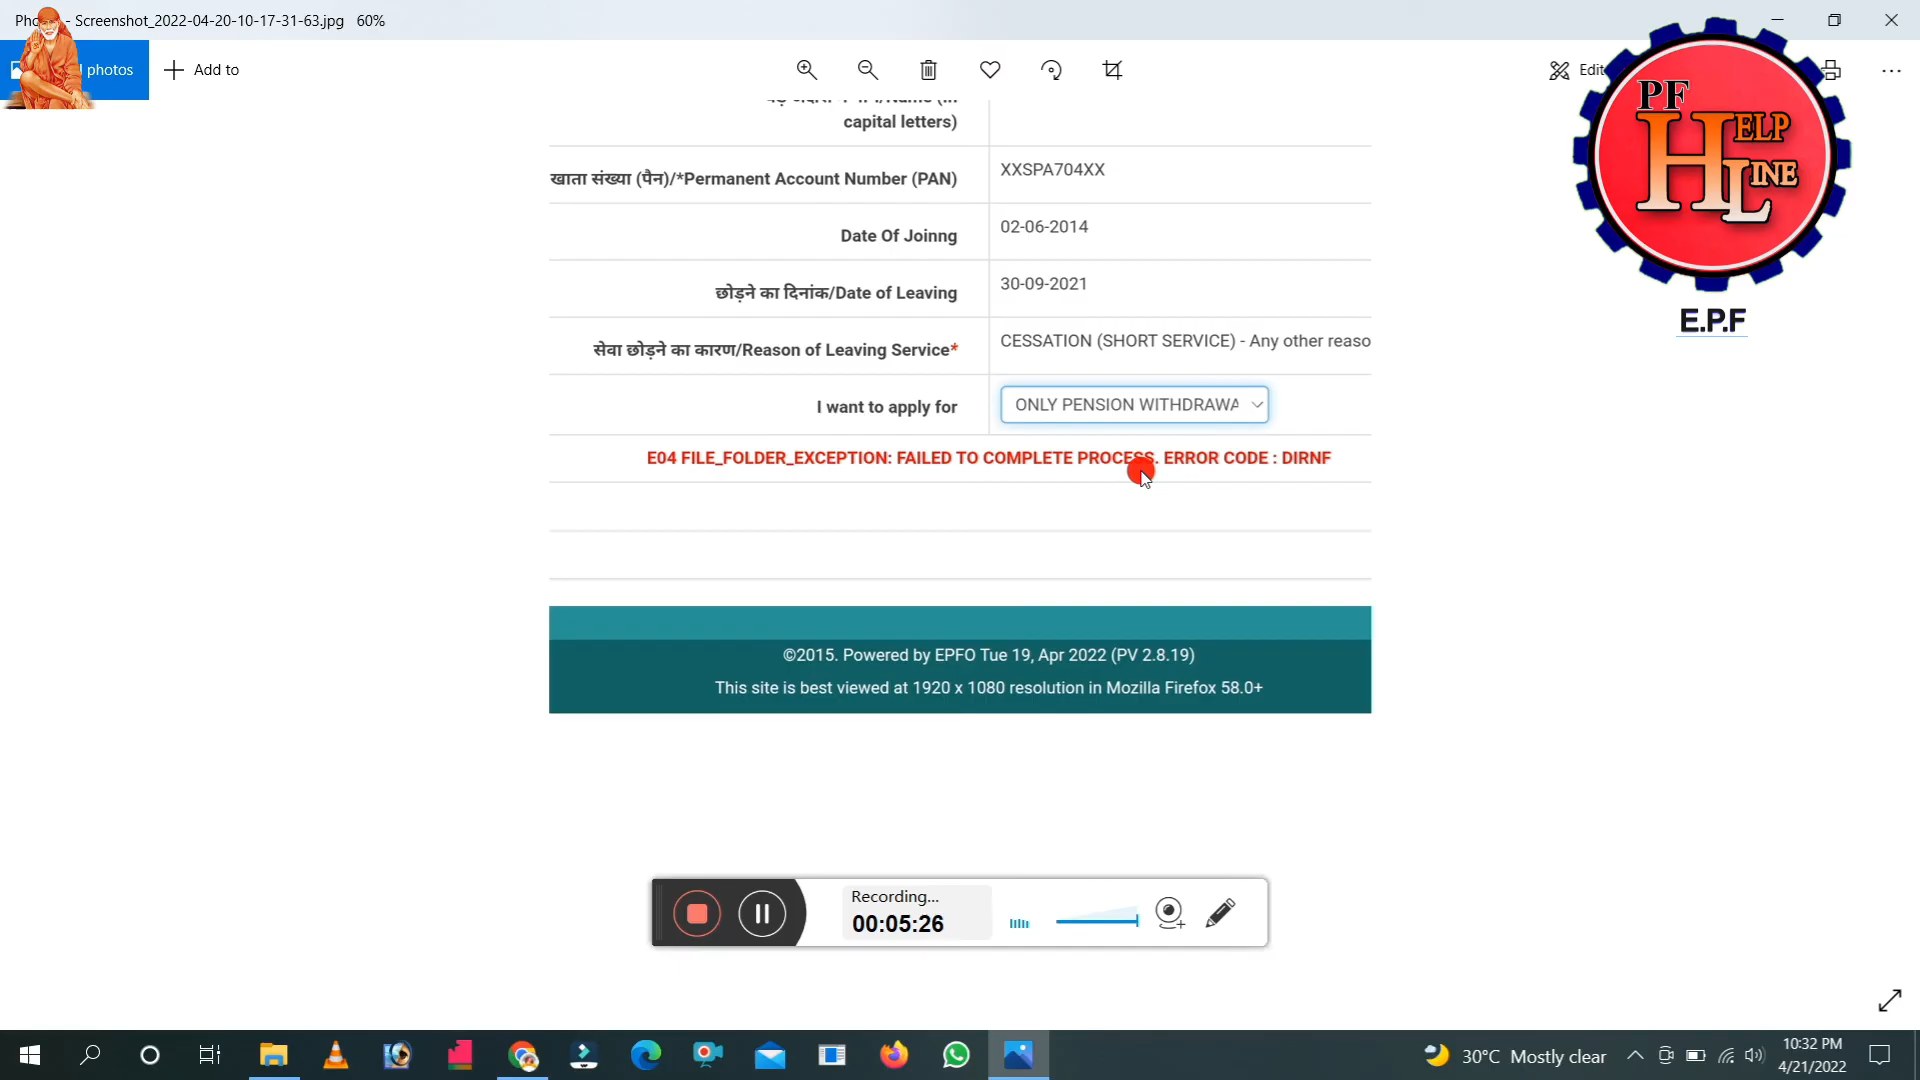 Screenshot_2022-04-20-10-17-31-63.jpg 60%
photos
Add to
Edit
PF
HELP
LINE
E.P.F
capital letters)
खाता संख्या (पैन)/*Permanent Account Number (PAN)
XXSPA704XX
Date Of Joinng
02-06-2014
छोड़ने का दिनांक/Date of Leaving
30-09-2021
सेवा छोड़ने का कारण/Reason of Leaving Service*
CESSATION (SHORT SERVICE) - Any other reaso
I want to apply for
ONLY PENSION WITHDRAWA
E04 FILE_FOLDER_EXCEPTION: FAILED TO COMPLETE PROCESS. ERROR CODE : DIRNF
©2015. Powered by EPFO Tue 19, Apr 2022 (PV 2.8.19)
This site is best viewed at 1920 x 1080 resolution in Mozilla Firefox 58.0+
Recording...
00:05:26
30°C Mostly clear
10:32 PM
4/21/2022